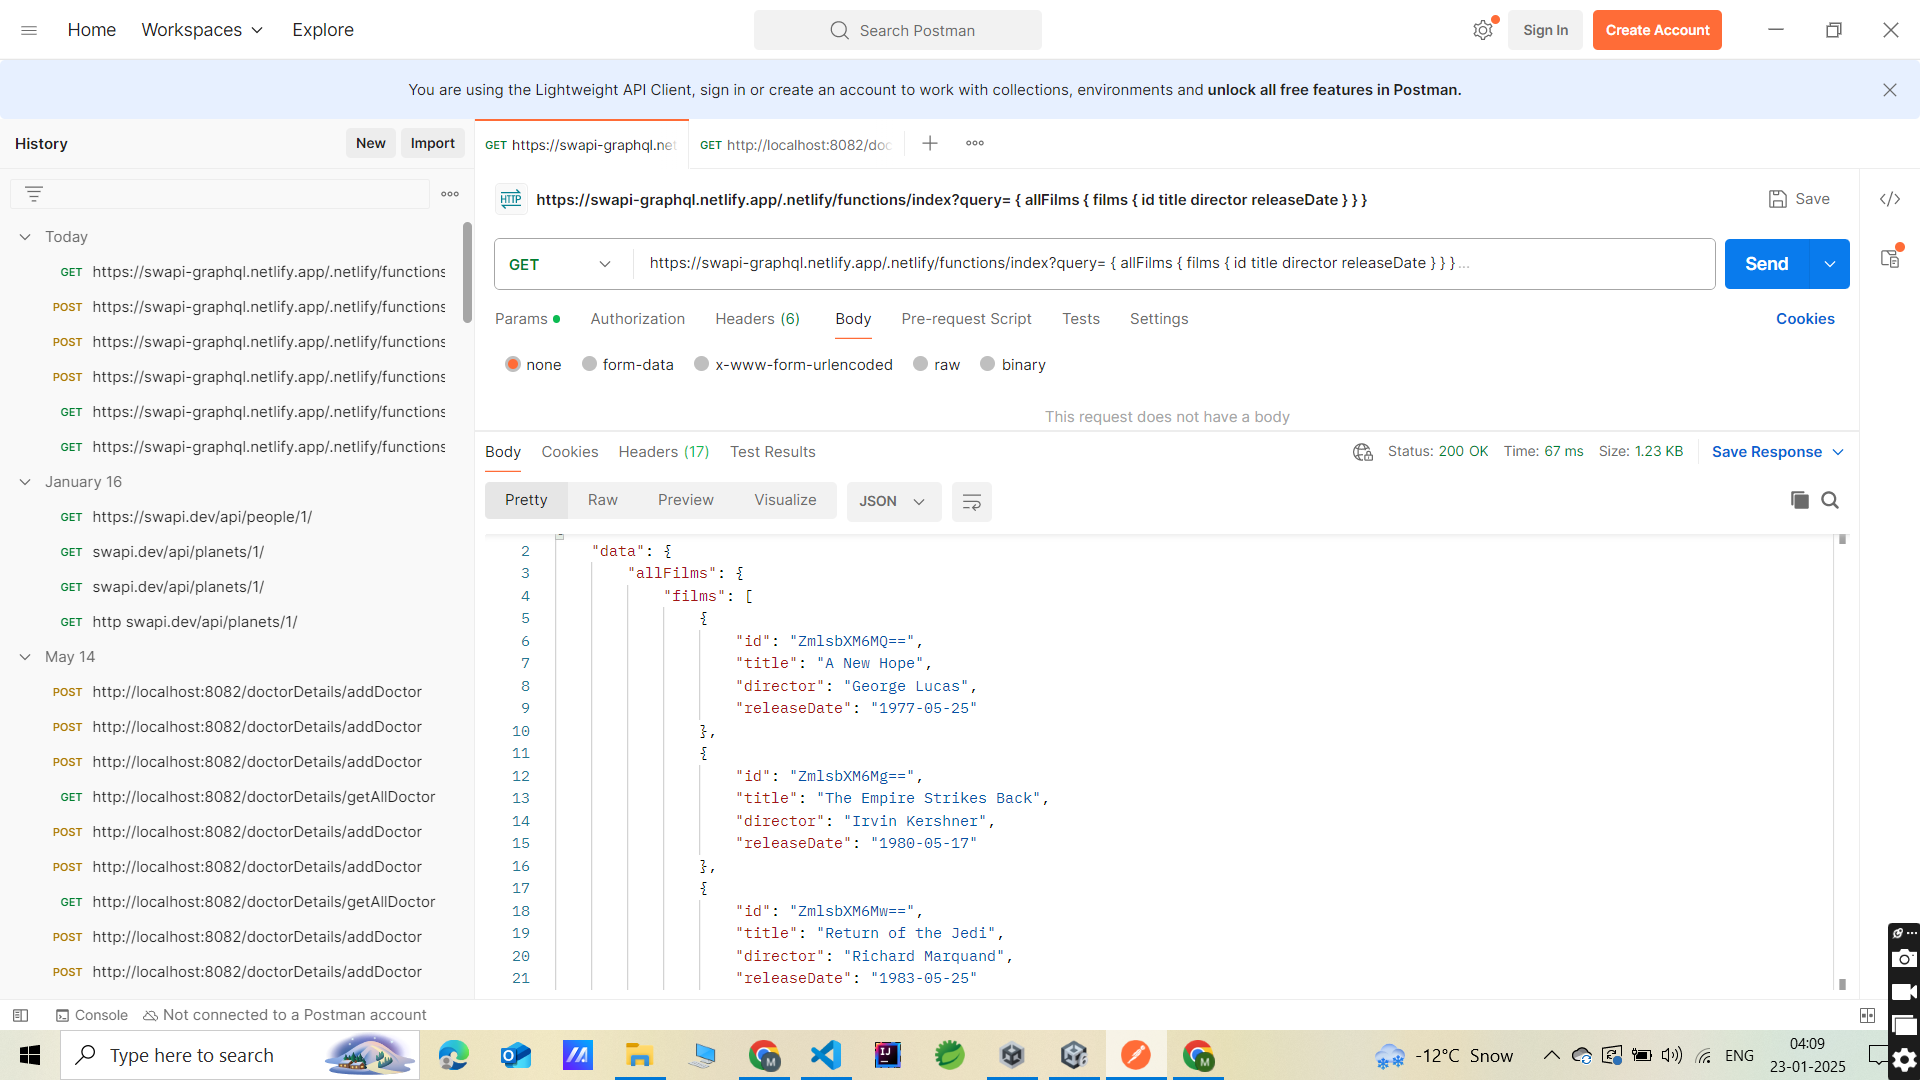 Home Workspaces Explore
Search Postman
Sign In Create Account
You are using the Lightweight API Client, sign in or create an account to work with collections, environments and unlock all free features in Postman.
History New Import
GET https://swapi-graphql.net
GET http://localhost:8082/doc
HTTP https://swapi-graphql.netlify.app/.netlify/functions/index?query= { allFilms { films { id title director releaseDate } } }
Save
GET https://swapi-graphql.netlify.app/.netlify/functions/index?query= { allFilms { films { id title director releaseDate } } } ...
Send
Params Authorization Headers (6) Body Pre-request Script Tests Settings
Cookies
none form-data x-www-form-urlencoded raw binary
This request does not have a body
Body Cookies Headers (17) Test Results
Status: 200 OK Time: 67 ms Size: 1.23 KB Save Response
Pretty Raw Preview Visualize JSON
2 "data": {
3 "allFilms": {
4 "films": [
5 {
6 "id": "ZmlsbXM6MQ==",
7 "title": "A New Hope",
8 "director": "George Lucas",
9 "releaseDate": "1977-05-25"
10 },
11 {
12 "id": "ZmlsbXM6Mg==",
13 "title": "The Empire Strikes Back",
14 "director": "Irvin Kershner",
15 "releaseDate": "1980-05-17"
16 },
17 {
18 "id": "ZmlsbXM6Mw==",
19 "title": "Return of the Jedi",
20 "director": "Richard Marquand",
21 "releaseDate": "1983-05-25"
Today
GET https://swapi-graphql.netlify.app/.netlify/functions
POST https://swapi-graphql.netlify.app/.netlify/functions
POST https://swapi-graphql.netlify.app/.netlify/functions
POST https://swapi-graphql.netlify.app/.netlify/functions
GET https://swapi-graphql.netlify.app/.netlify/functions
GET https://swapi-graphql.netlify.app/.netlify/functions
January 16
GET https://swapi.dev/api/people/1/
GET swapi.dev/api/planets/1/
GET swapi.dev/api/planets/1/
GET http swapi.dev/api/planets/1/
May 14
POST http://localhost:8082/doctorDetails/addDoctor
POST http://localhost:8082/doctorDetails/addDoctor
POST http://localhost:8082/doctorDetails/addDoctor
GET http://localhost:8082/doctorDetails/getAllDoctor
POST http://localhost:8082/doctorDetails/addDoctor
POST http://localhost:8082/doctorDetails/addDoctor
GET http://localhost:8082/doctorDetails/getAllDoctor
POST http://localhost:8082/doctorDetails/addDoctor
POST http://localhost:8082/doctorDetails/addDoctor
Console Not connected to a Postman account
Type here to search
-12°C Snow
ENG
04:09
23-01-2025